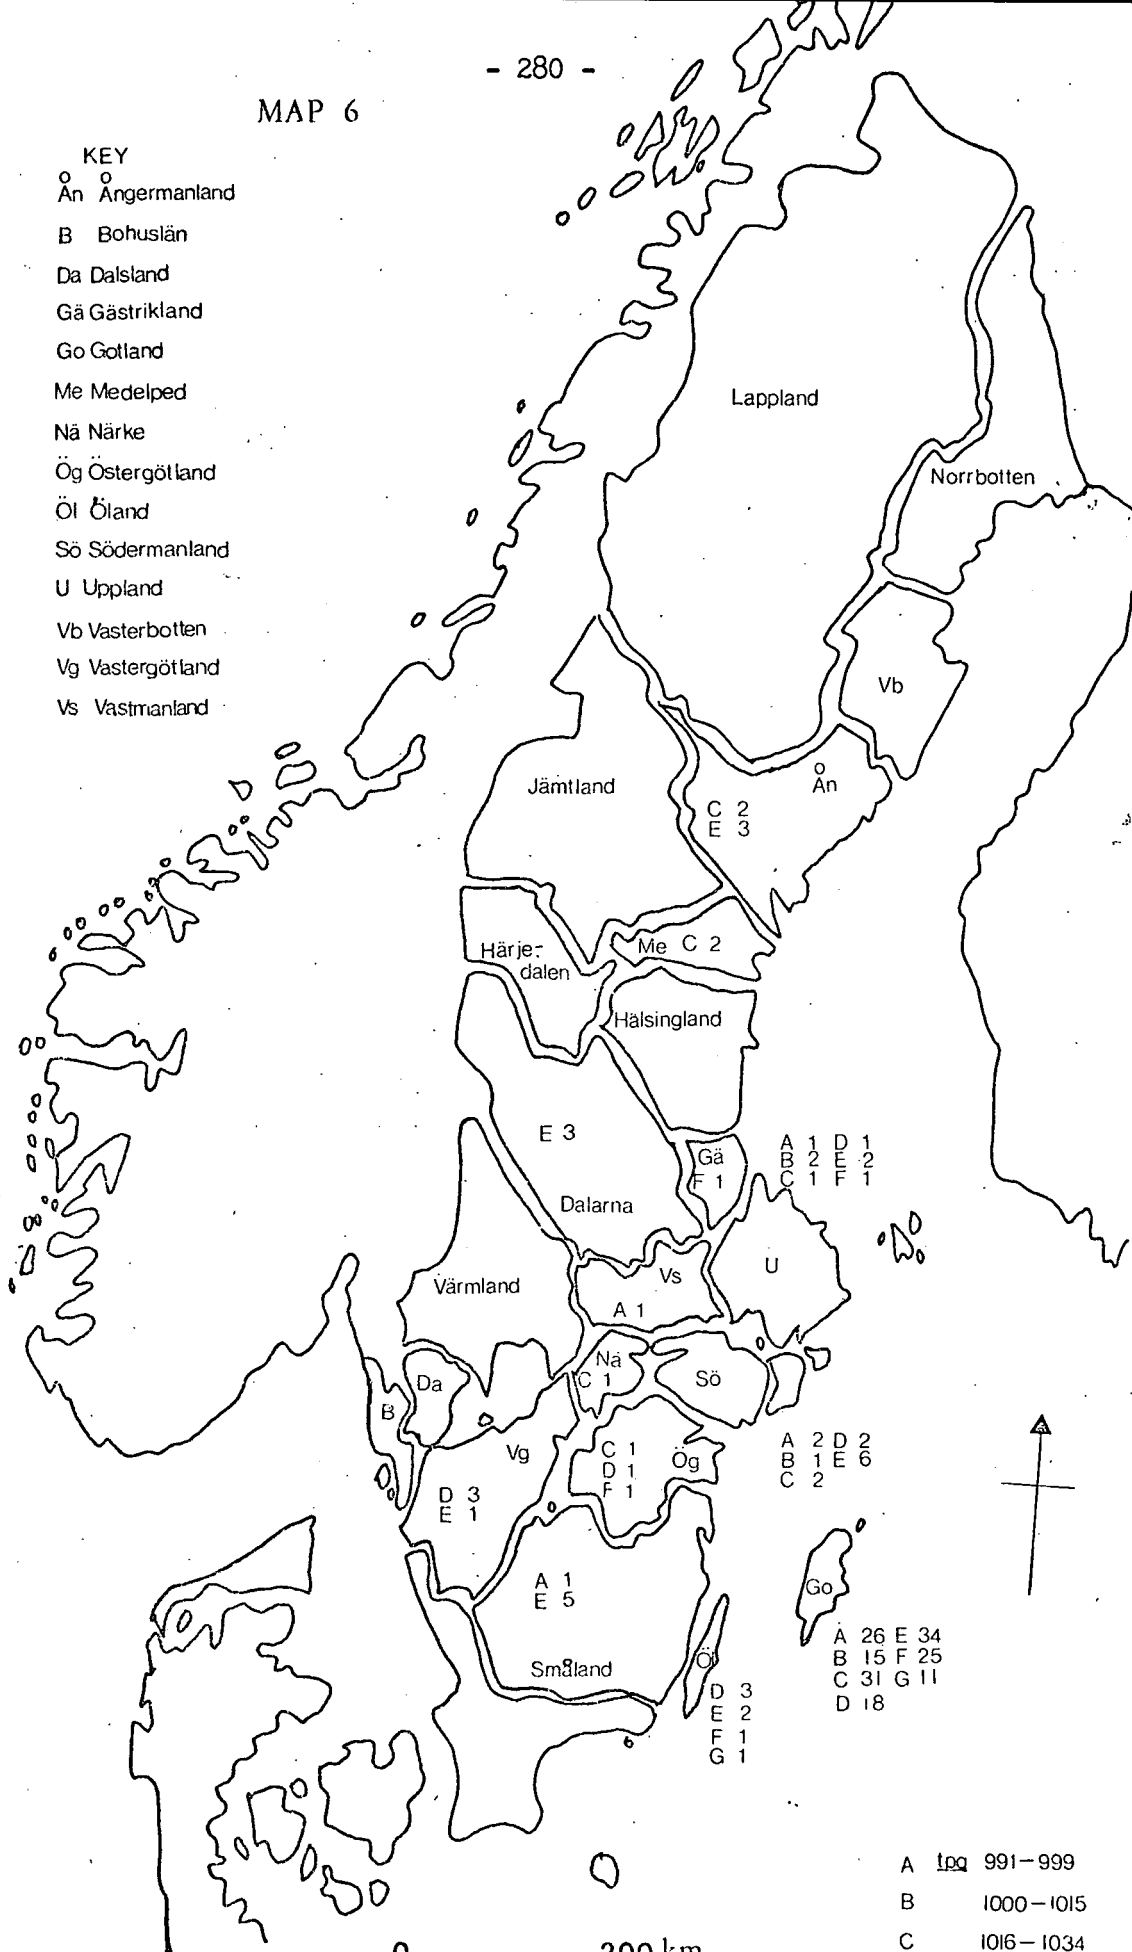 - 280 -
MAP 6
KEY
Ån Ångermanland
B Bohuslän
Da Dalsland
Gä Gästrikland
Go Gotland
Me Medelped
Nä Närke
Ög Östergötland
Öl Öland
Sö Södermanland
U Uppland
Vb Vasterbotten
Vg Vastergötland
Vs Vastmanland
Lappland
Norrbotten
Vb
Jämtland
Ån
C 2
E 3
Härje-
dalen
Me C 2
Hälsingland
E 3
Dalarna
Gä
F 1
A 1 D 1
B 2 E 2
C 1 F 1
U
Värmland
Vs
A 1
Nä
C 1
Sö
Da
B
Vg
D 3
E 1
C 1
D 1
F 1
Ög
A 2 D 2
B 1 E 6
C 2
A 1
E 5
Småland
Go
A 26 E 34
B 15 F 25
C 31 G 11
D 18
Öl
D 3
E 2
F 1
G 1
A tpq 991-999
B 1000-1015
C 1016-1034